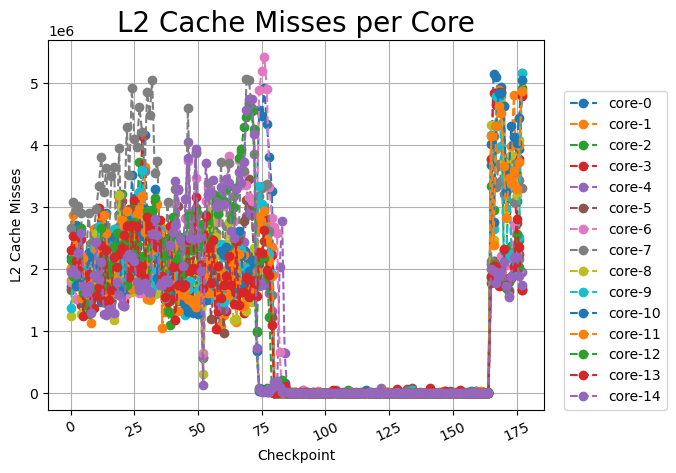 L2 Cache Misses per Core
1e6
5
4
3
2
1
0
L2 Cache Misses
0
25
50
75
100
125
150
175
Checkpoint
core-0
core-1
core-2
core-3
core-4
core-5
core-6
core-7
core-8
core-9
core-10
core-11
core-12
core-13
core-14